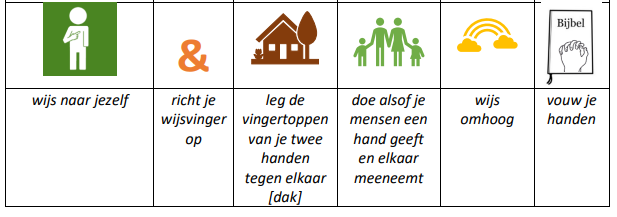 &
Bijbel
wijs naar jezelf
richt je
wijsvinger
op
leg de
vingertoppen
van je twee
handen
tegen elkaar
[dak]
doe alsof je
mensen een
hand geeft
en elkaar
meeneemt
wijs
omhoog
vouw je
handen